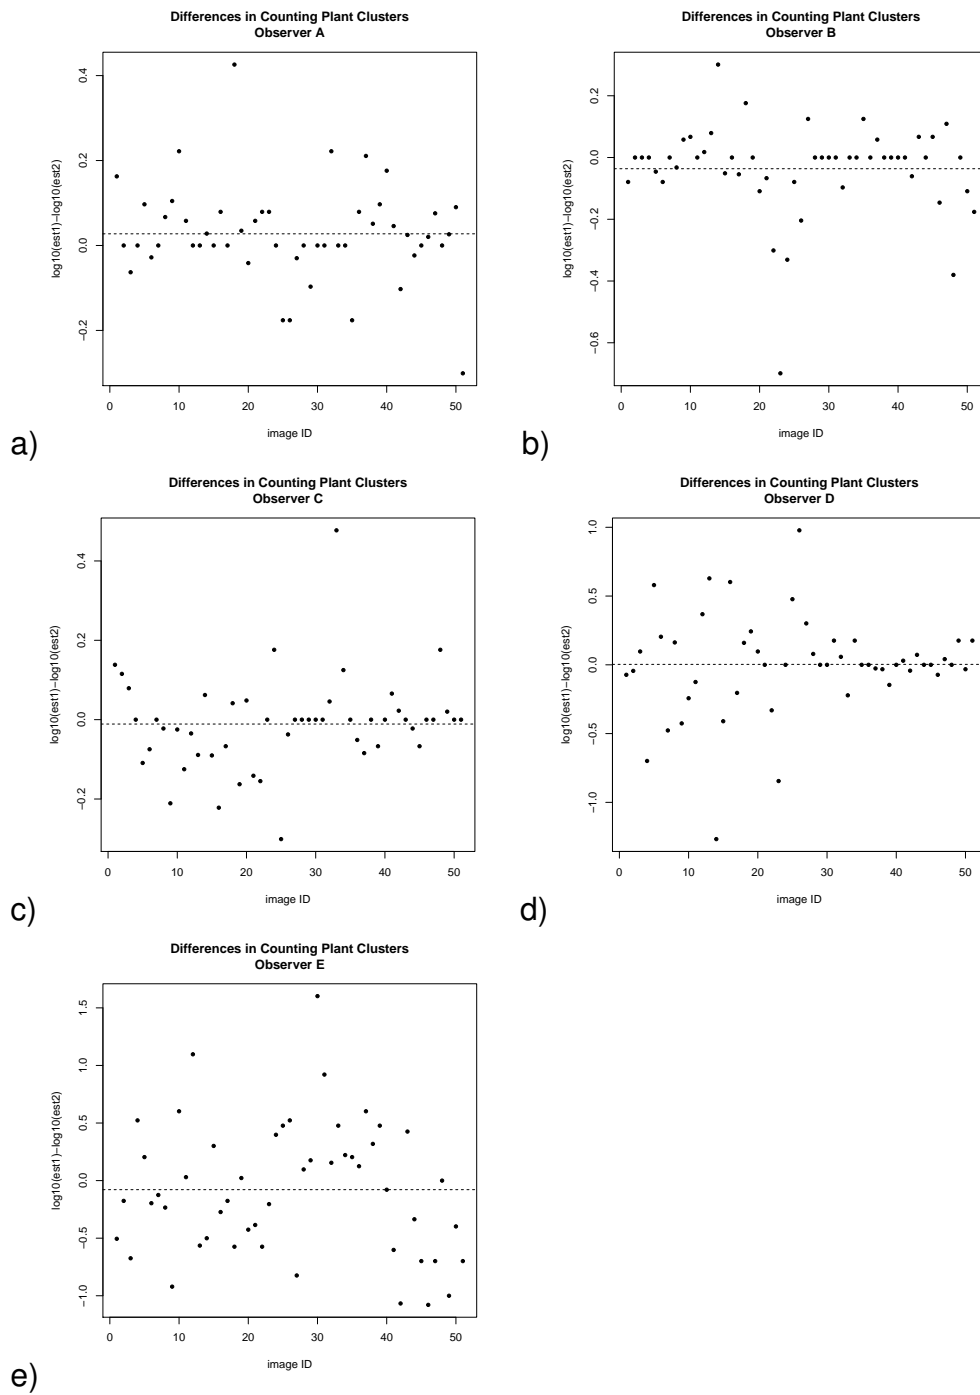 Differences in Counting Plant Clusters
Observer A
log10(est1)−log10(est2)
0.4
0.2
0.0
−0.2
0 10 20 30 40 50
image ID
a)
Differences in Counting Plant Clusters
Observer B
log10(est1)−log10(est2)
0.2
0.0
−0.2
−0.4
−0.6
0 10 20 30 40 50
image ID
b)
Differences in Counting Plant Clusters
Observer C
log10(est1)−log10(est2)
0.4
0.2
0.0
−0.2
0 10 20 30 40 50
image ID
c)
Differences in Counting Plant Clusters
Observer D
log10(est1)−log10(est2)
1.0
0.5
0.0
−0.5
−1.0
0 10 20 30 40 50
image ID
d)
Differences in Counting Plant Clusters
Observer E
log10(est1)−log10(est2)
1.5
1.0
0.5
0.0
−0.5
−1.0
0 10 20 30 40 50
image ID
e)